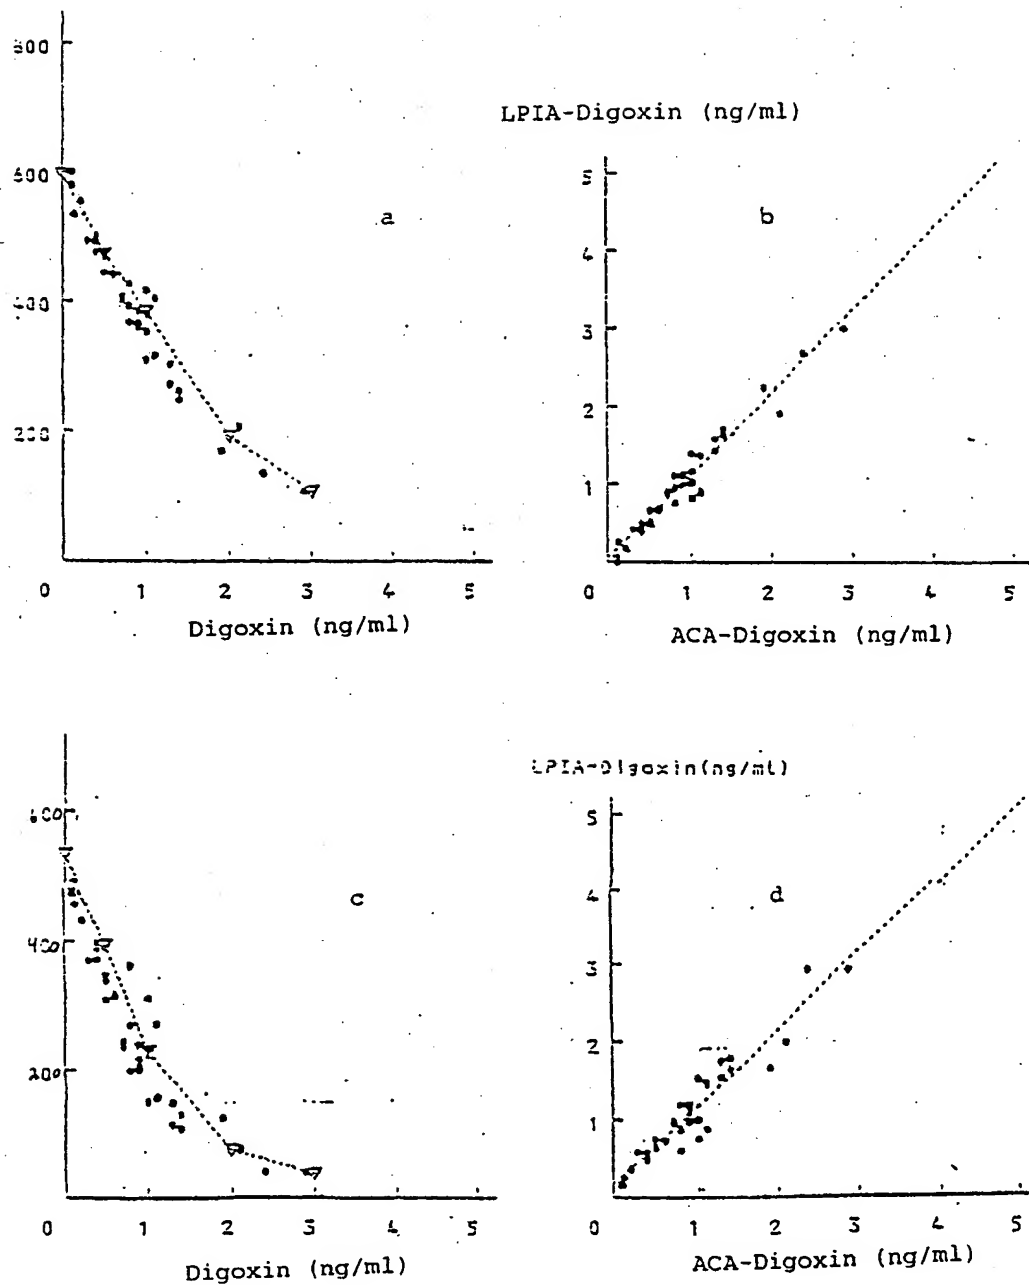 800
600
400
200
0 1 2 3 4 5
Digoxin (ng/ml)
a
LPIA-Digoxin (ng/ml)
5
4
3
2
1
0 1 2 3 4 5
ACA-Digoxin (ng/ml)
b
600
400
200
0 1 2 3 4 5
Digoxin (ng/ml)
c
LPIA-Digoxin(ng/ml)
5
4
3
2
1
0 1 2 3 4 5
ACA-Digoxin (ng/ml)
d